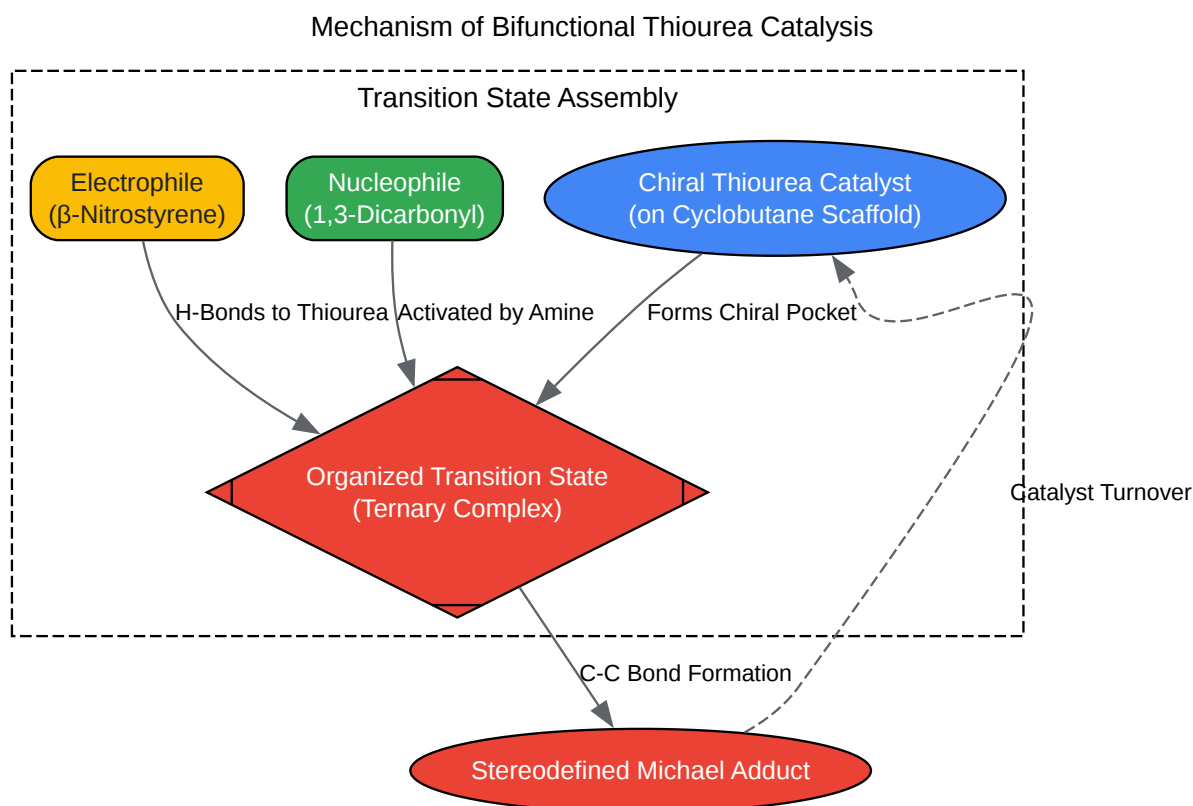 Mechanism of Bifunctional Thiourea Catalysis
Transition State Assembly
Electrophile
(β-Nitrostyrene)
Nucleophile
(1,3-Dicarbonyl)
Chiral Thiourea Catalyst
(on Cyclobutane Scaffold)
H-Bonds to Thiourea
Activated by Amine
Forms Chiral Pocket
Organized Transition State
(Ternary Complex)
Catalyst Turnover
C-C Bond Formation
Stereodefined Michael Adduct